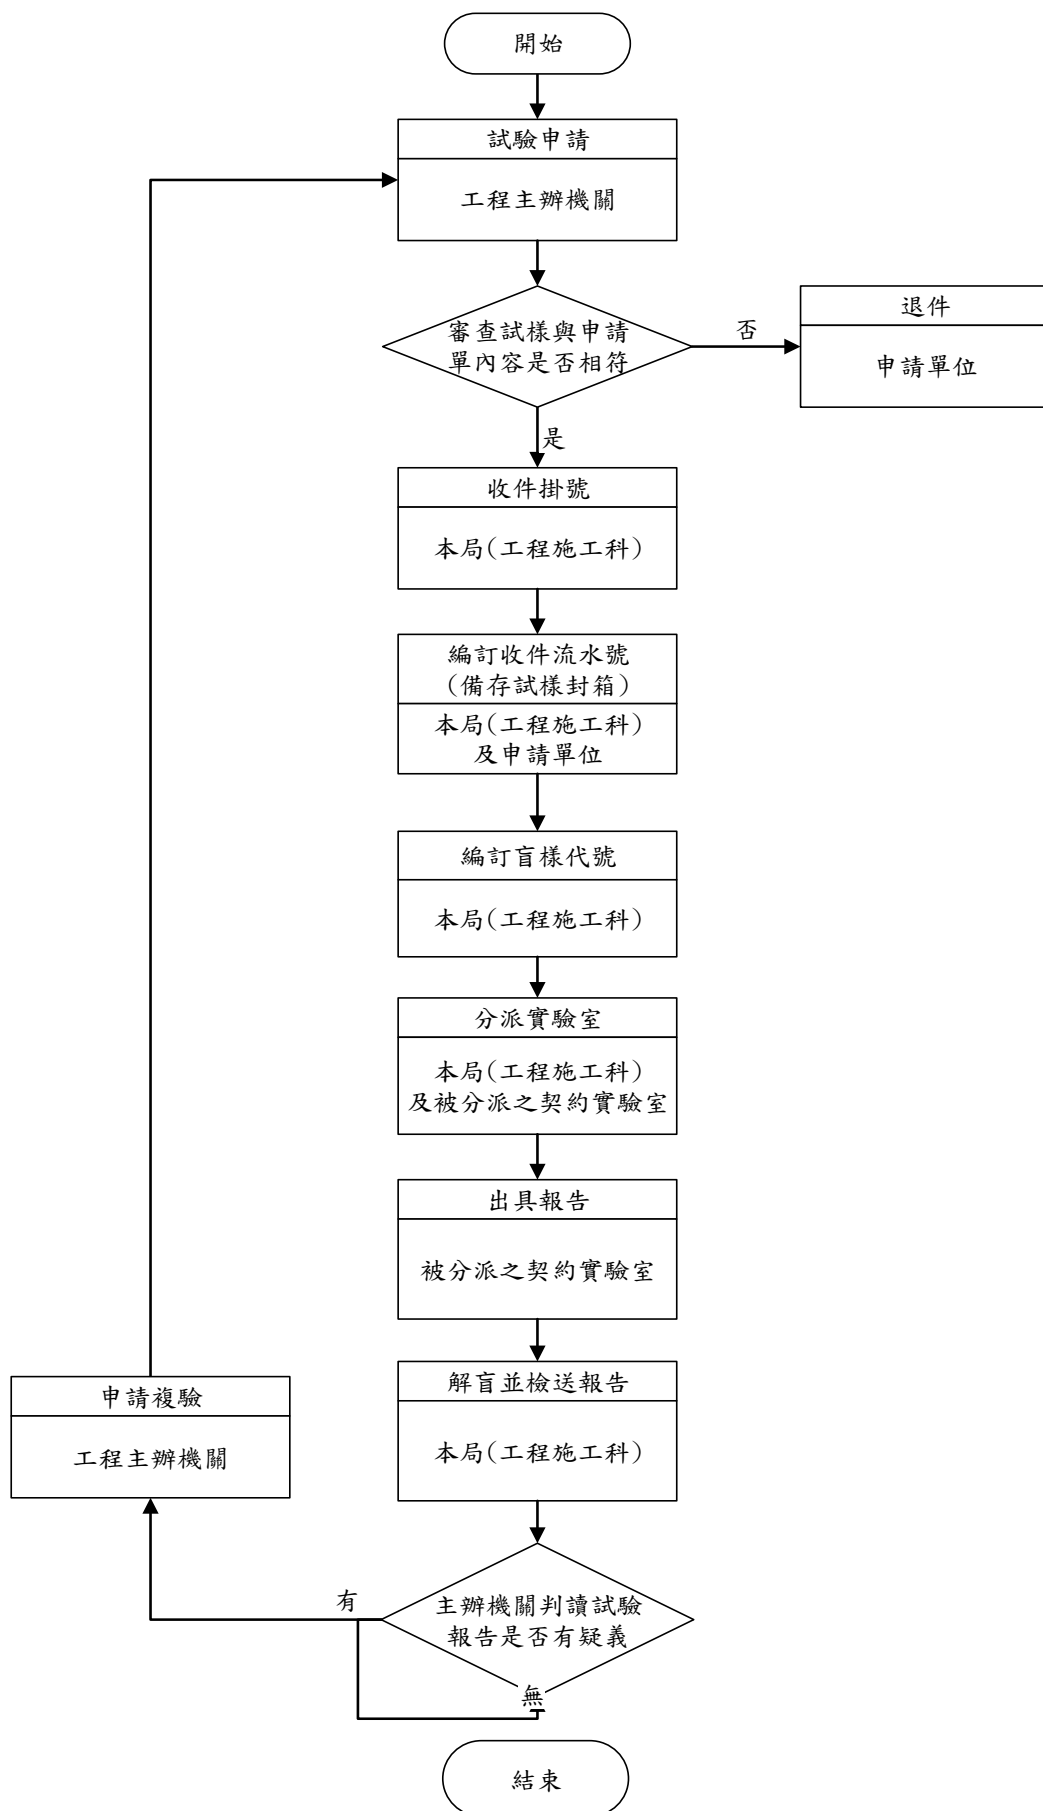 開始
試驗申請
工程主辦機關
審查試樣與申請
單內容是否相符
否
退件
申請單位
是
收件掛號
本局(工程施工科)
編訂收件流水號
(備存試樣封箱)
本局(工程施工科)
及申請單位
編訂盲樣代號
本局(工程施工科)
分派實驗室
本局(工程施工科)
及被分派之契約實驗室
出具報告
被分派之契約實驗室
解盲並檢送報告
本局(工程施工科)
申請複驗
工程主辦機關
有
主辦機關判讀試驗
報告是否有疑義
無
結束